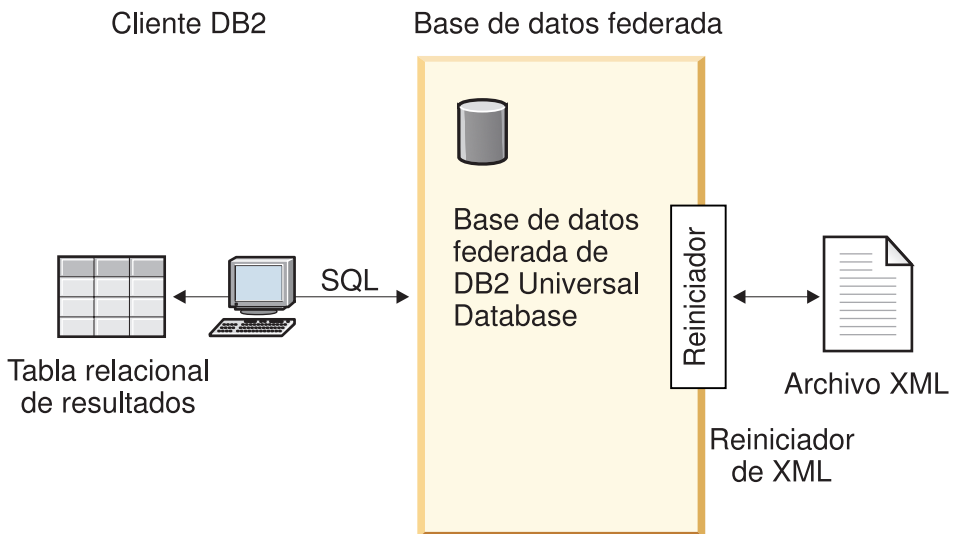 Cliente DB2
Base de datos federada
Base de datos
federada de
DB2 Universal
Database
SQL
Reiniciador
Tabla relacional
de resultados
Archivo XML
Reiniciador
de XML